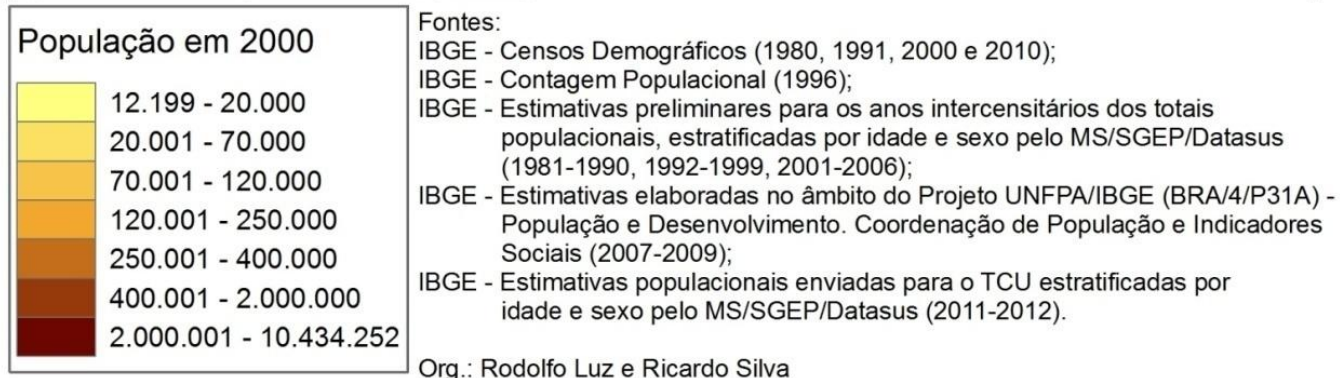 População em 2000
12.199 - 20.000
20.001 - 70.000
70.001 - 120.000
120.001 - 250.000
250.001 - 400.000
400.001 - 2.000.000
2.000.001 - 10.434.252
Fontes:
IBGE - Censos Demográficos (1980, 1991, 2000 e 2010);
IBGE - Contagem Populacional (1996);
IBGE - Estimativas preliminares para os anos intercensitários dos totais
populacionais, estratificadas por idade e sexo pelo MS/SGEP/Datasus
(1981-1990, 1992-1999, 2001-2006);
IBGE - Estimativas elaboradas no âmbito do Projeto UNFPA/IBGE (BRA/4/P31A) -
População e Desenvolvimento. Coordenação de População e Indicadores
Sociais (2007-2009);
IBGE - Estimativas populacionais enviadas para o TCU estratificadas por
idade e sexo pelo MS/SGEP/Datasus (2011-2012).
Org.: Rodolfo Luz e Ricardo Silva